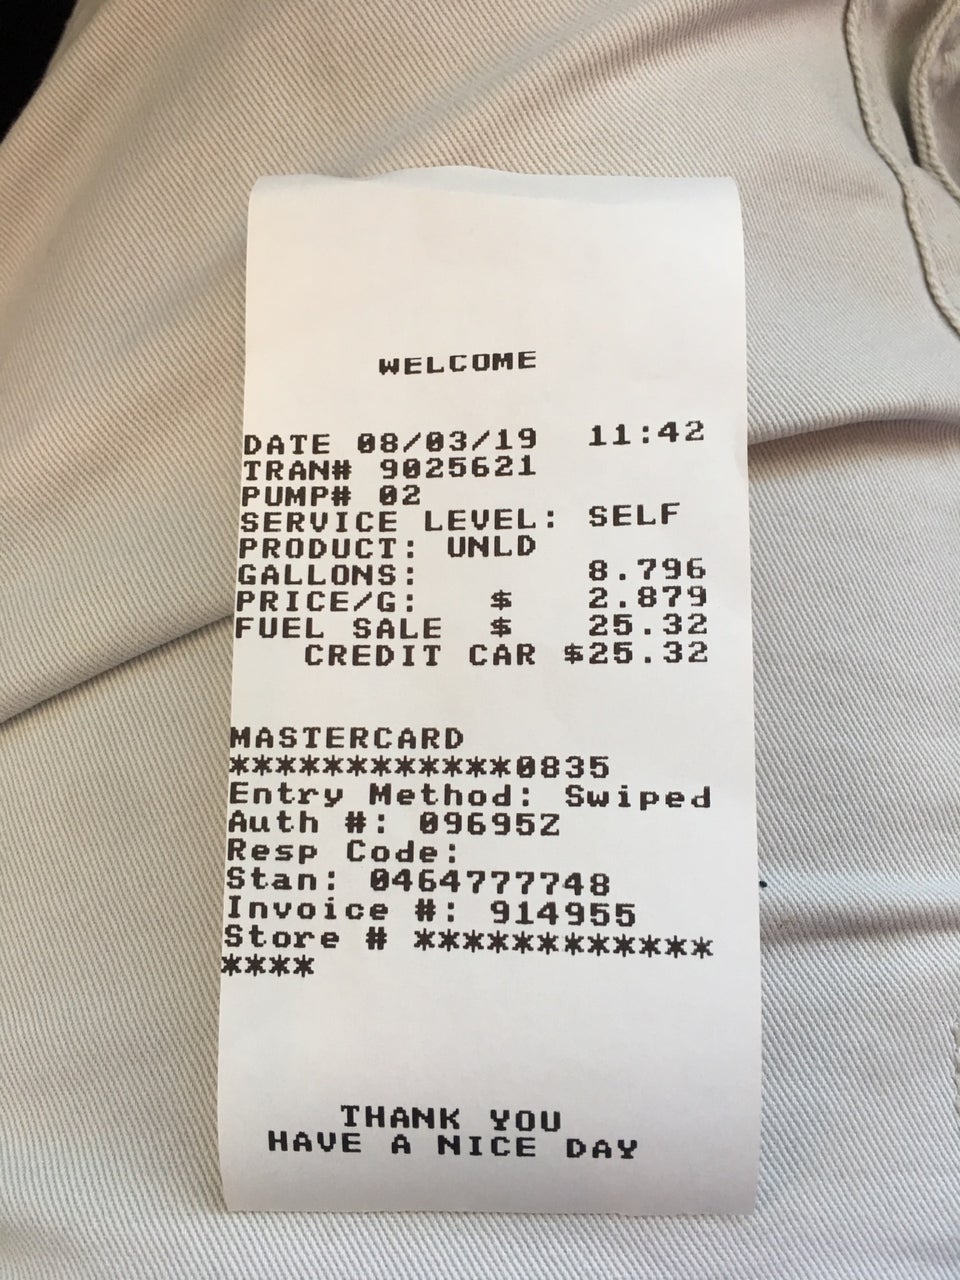 WELCOME
DATE 08/03/19 11:42
TRAN# 9025621
PUMP# 02
SERVICE LEVEL: SELF
PRODUCT: UNLD
GALLONS: 8.796
PRICE/G: $ 2.879
FUEL SALE $ 25.32
CREDIT CAR $25.32
MASTERCARD
************0835
Entry Method: Swiped
Auth #: 09695Z
Resp Code:
Stan: 0464777748
Invoice #: 914955
Store # ************
****
THANK YOU
HAVE A NICE DAY